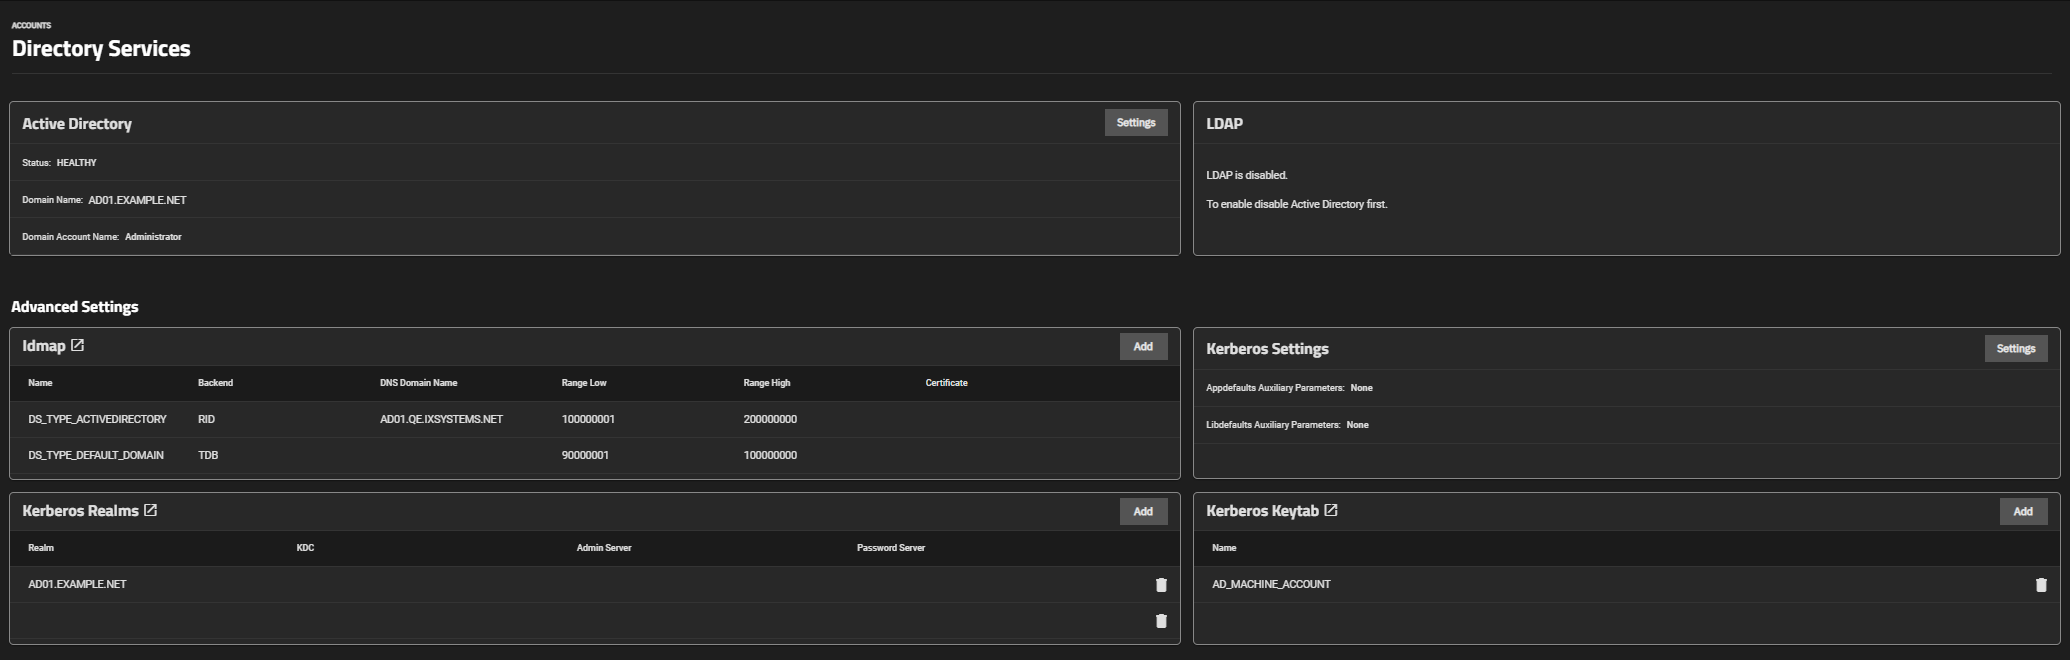 ACCOUNTS
Directory Services
Active Directory
Settings
Status: HEALTHY
Domain Name: AD01.EXAMPLE.NET
Domain Account Name: Administrator
LDAP
LDAP is disabled.
To enable disable Active Directory first.
Advanced Settings
Idmap
Add
Name Backend DNS Domain Name Range Low Range High Certificate
DS_TYPE_ACTIVEDIRECTORY RID AD01.QE.IXSYSTEMS.NET 100000001 200000000
DS_TYPE_DEFAULT_DOMAIN TDB 90000001 100000000
Kerberos Settings
Settings
Appdefaults Auxiliary Parameters: None
Libdefaults Auxiliary Parameters: None
Kerberos Realms
Add
Realm KDC Admin Server Password Server
AD01.EXAMPLE.NET
Kerberos Keytab
Add
Name
AD_MACHINE_ACCOUNT